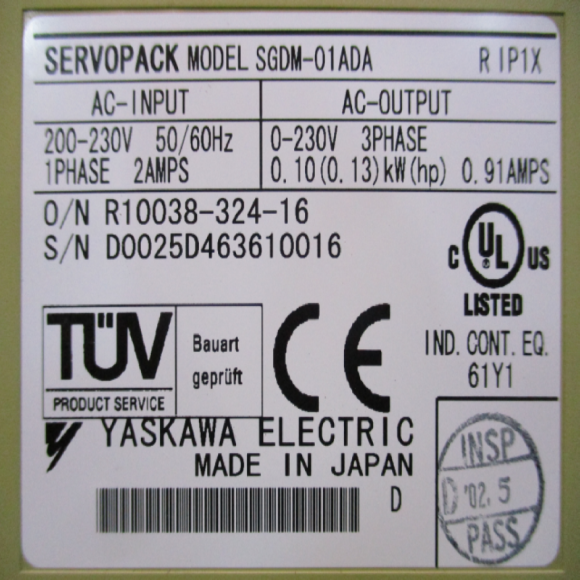 SERVOPACK MODEL SGDM-01ADA R IP1X
AC-INPUT AC-OUTPUT
200-230V 50/60Hz 0-230V 3PHASE
1PHASE 2AMPS 0.10(0.13)kW(hp) 0.91AMPS
O/N R10038-324-16
S/N D0025D463610016
C UL US
LISTED
IND. CONT. EQ.
61Y1
TÜV
PRODUCT SERVICE
Bauart
geprüft
CE
YASKAWA ELECTRIC
MADE IN JAPAN
D
INSP
D '02. 5
PASS